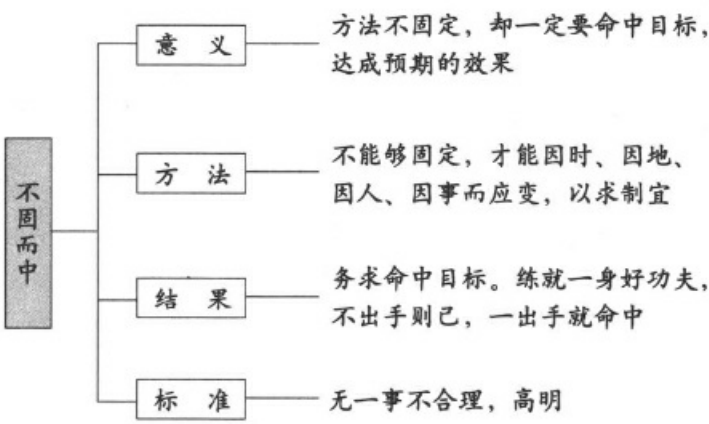 不固而中
意 义
方法不固定，却一定要命中目标，
达成预期的效果
方 法
不能够固定，才能因时、因地、
因人、因事而应变，以求制宜
结 果
务求命中目标。练就一身好功夫，
不出手则已，一出手就命中
标 准
无一事不合理，高明